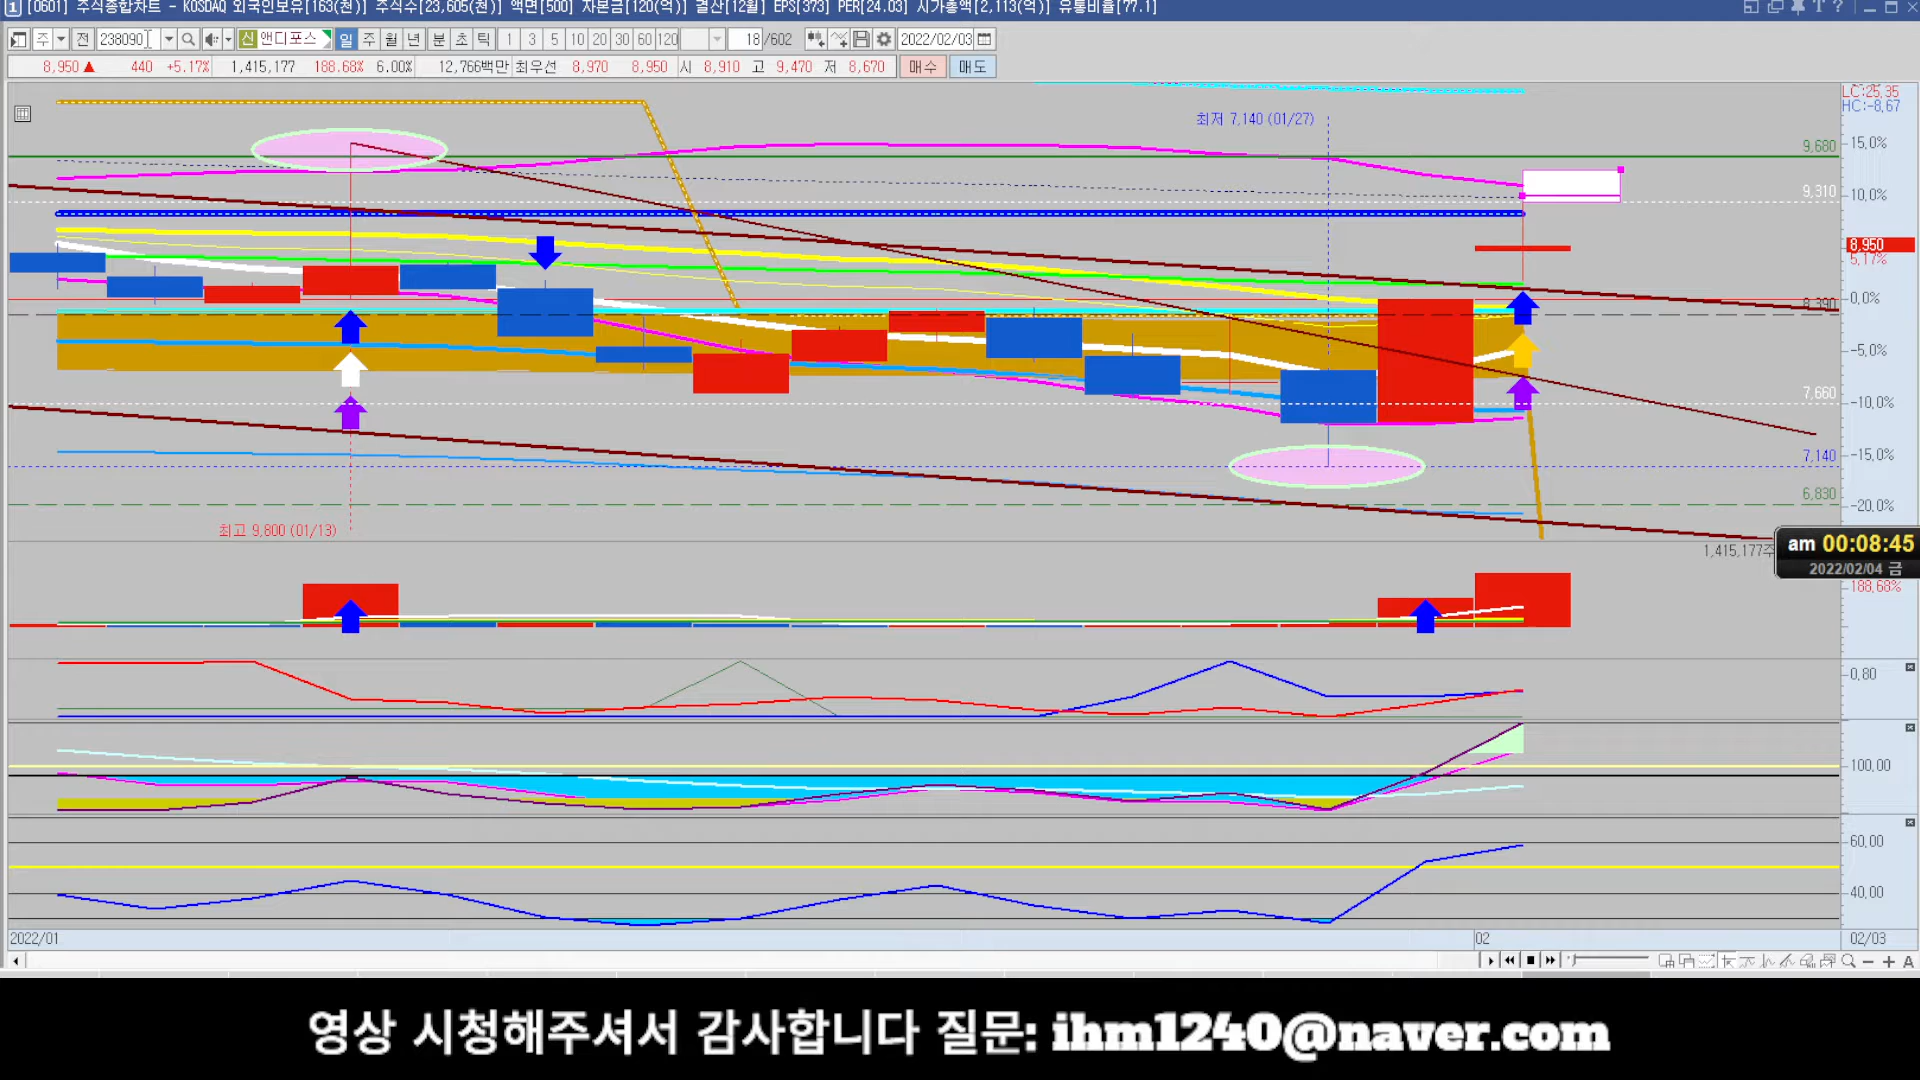 1 [0601] 주식종합차트 - KOSDAQ 외국인보유[163(천)] 주식수[23,605(천)] 액면[500] 자본금[120(억)] 결산[12월] EPS[373] PER[24.03] 시가총액[2,113(억)] 유통비율[77.1]
주 전 238090 신 앤디포스 일 주 월 년 분 초 틱 1 3 5 10 20 30 60 120 18 /602 2022/02/03
8,950 ▲ 440 +5.17% 1,415,177 188.68% 6.00% 12,766백만 최우선 8,970 8,950 시 8,910 고 9,470 저 8,670 매수 매도
LC:25,35
HC:-8,67
최저 7,140 (01/27)
9,680 15,0%
9,310 10,0%
8,950
5,17%
8,390 0,0%
-5,0%
7,660 -10,0%
7,140 -15,0%
6,830 -20,0%
최고 9,800 (01/13)
am 00:08:45
1,415,177주
2022/02/04 금
188,68%
0,80
100,00
60,00
40,00
2022/01 02 02/03
A
영상 시청해주셔서 감사합니다 질문: ihm1240@naver.com